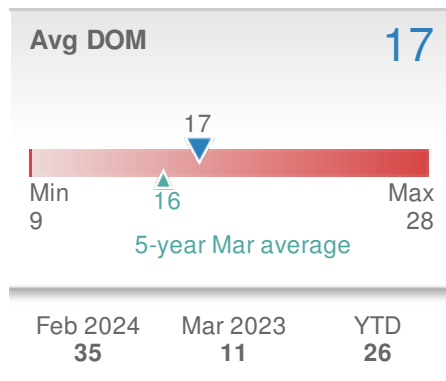 Avg DOM 17
17
Min Max
9 16 28
5-year Mar average
Feb 2024 Mar 2023 YTD
35 11 26